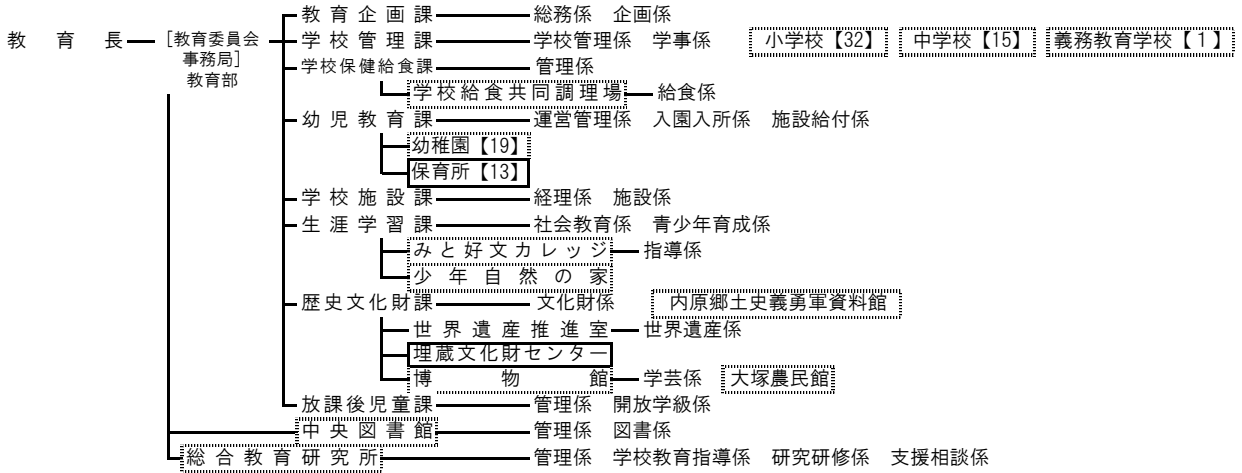 教育企画課 総務係 企画係
教育長 [教育委員会事務局]教育部 学校管理課 学校管理係 学事係 小学校【32】 中学校【15】 義務教育学校【1】
学校保健給食課 管理係
学校給食共同調理場 給食係
幼児教育課 運営管理係 入園入所係 施設給付係
幼稚園【19】
保育所【13】
学校施設課 経理係 施設係
生涯学習課 社会教育係 青少年育成係
みと好文カレッジ 指導係
少年自然の家
歴史文化財課 文化財係 内原郷土史義勇軍資料館
世界遺産推進室 世界遺産係
埋蔵文化財センター
博物館 学芸係 大塚農民館
放課後児童課 管理係 開放学級係
中央図書館 管理係 図書係
総合教育研究所 管理係 学校教育指導係 研究研修係 支援相談係